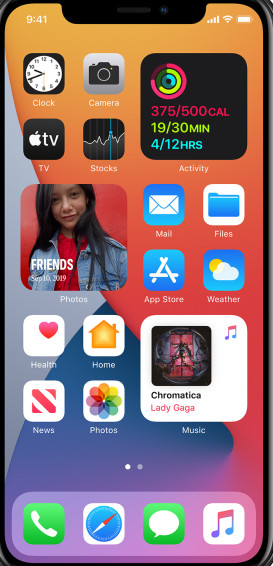 9:41
375/500CAL
19/30MIN
4/12HRS
Clock
Camera
tv
TV
Stocks
Activity
FRIENDS
Sep 10, 2019
Photos
Mail
Files
App Store
Weather
Health
Home
Chromatica
Lady Gaga
News
Photos
Music